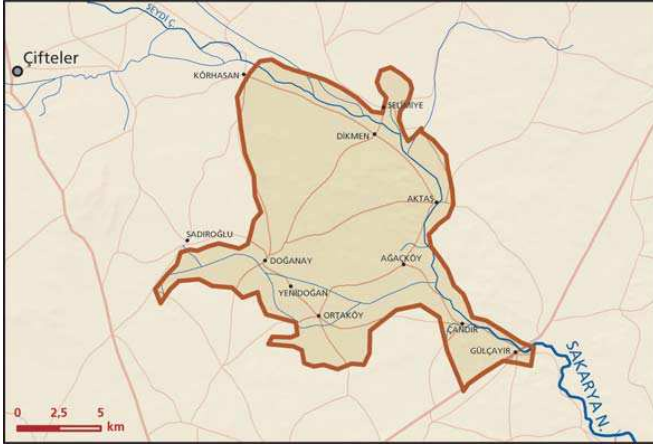 SEYDİ Ç.
Çifteler
KÖRHASAN
SELİMİYE
DİKMEN
AKTAŞ
SADIROĞLU
DOĞANAY
AĞAÇKÖY
YENİDOĞAN
ORTAKÖY
ÇANDIR
GÜLÇAYIR
SAKARYA N.
0 2,5 5
km